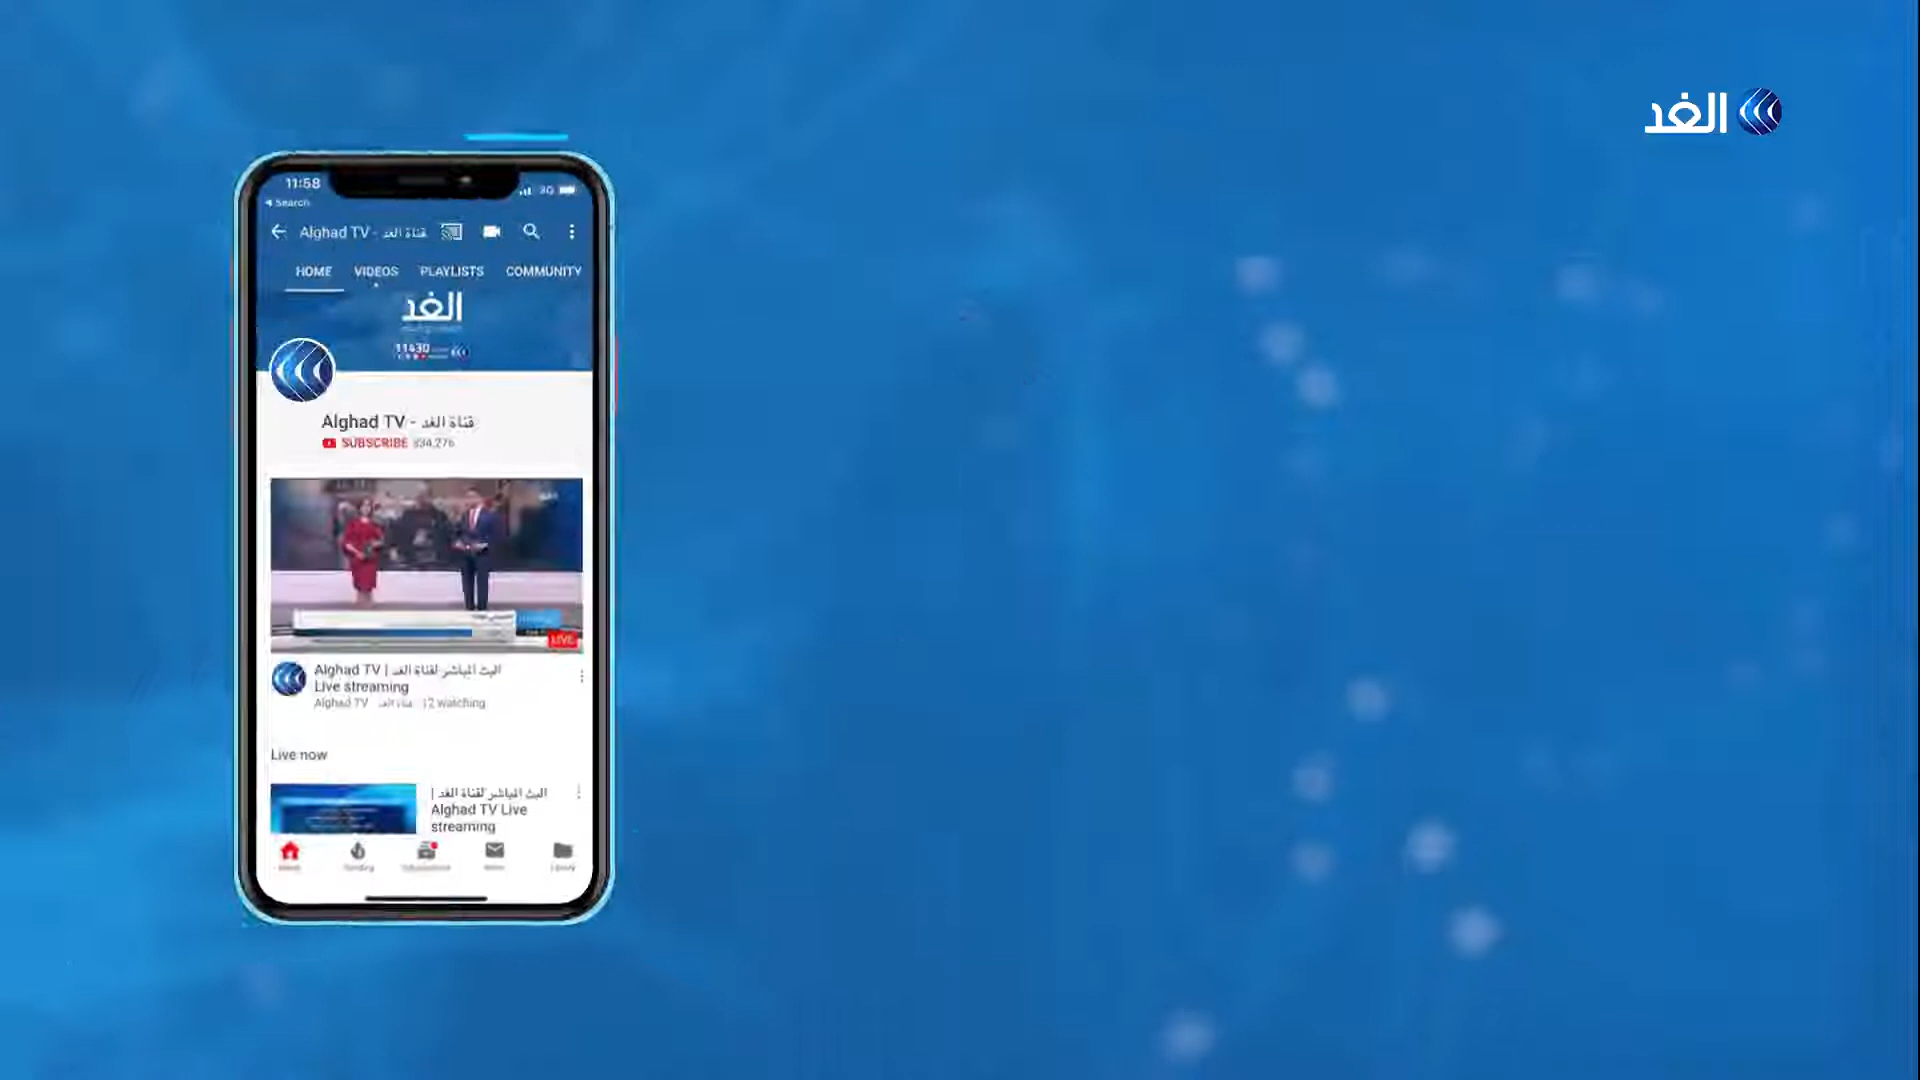 الغد
11:58
3G
Search
Alghad TV - قناة الغد
HOME VIDEOS PLAYLISTS COMMUNITY
الغد
11430
Alghad TV - قناة الغد
SUBSCRIBE 334,276
LIVE
Alghad TV | البث المباشر لقناة الغد
Live streaming
Alghad TV - قناة الغد · 12 watching
Live now
البث المباشر لقناة الغد |
Alghad TV Live
streaming